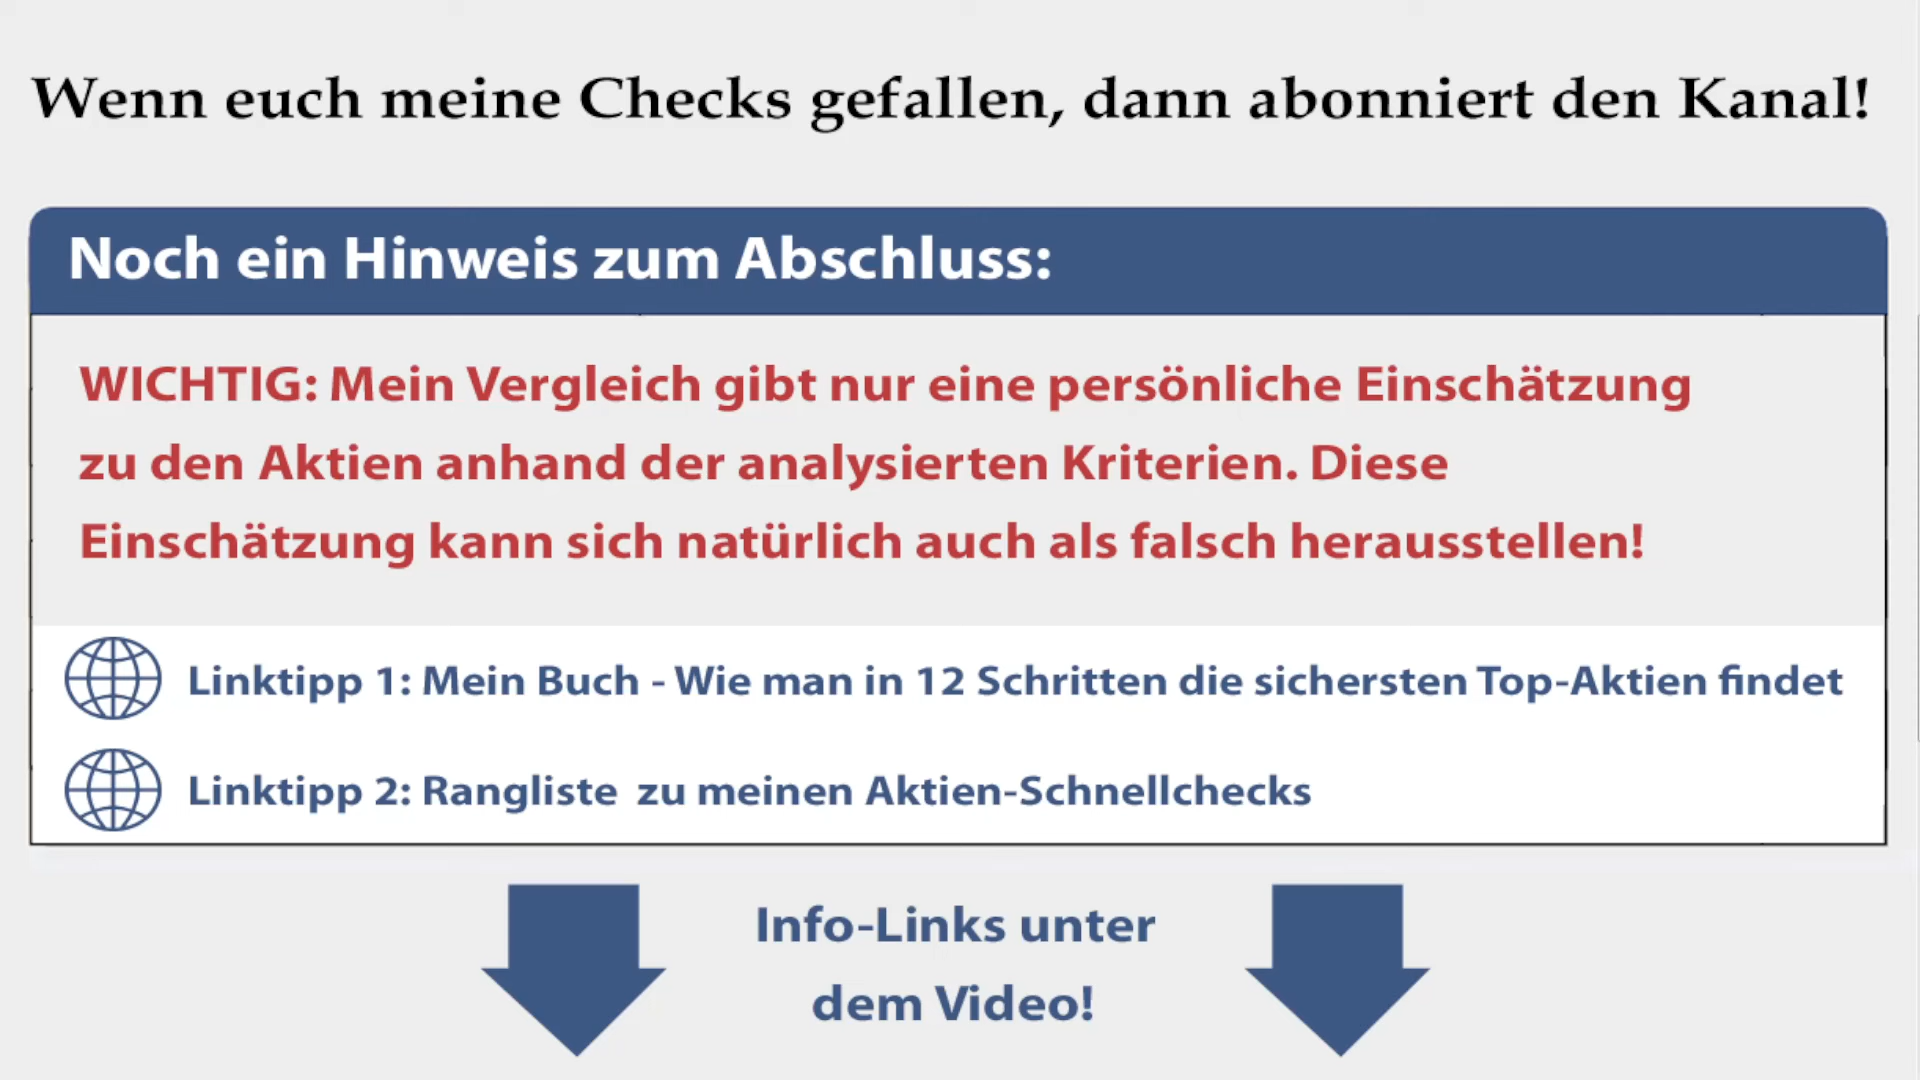 Wenn euch meine Checks gefallen, dann abonniert den Kanal!
Noch ein Hinweis zum Abschluss:
WICHTIG: Mein Vergleich gibt nur eine persönliche Einschätzung
zu den Aktien anhand der analysierten Kriterien. Diese
Einschätzung kann sich natürlich auch als falsch herausstellen!
Linktipp 1: Mein Buch - Wie man in 12 Schritten die sichersten Top-Aktien findet
Linktipp 2: Rangliste zu meinen Aktien-Schnellchecks
Info-Links unter
dem Video!